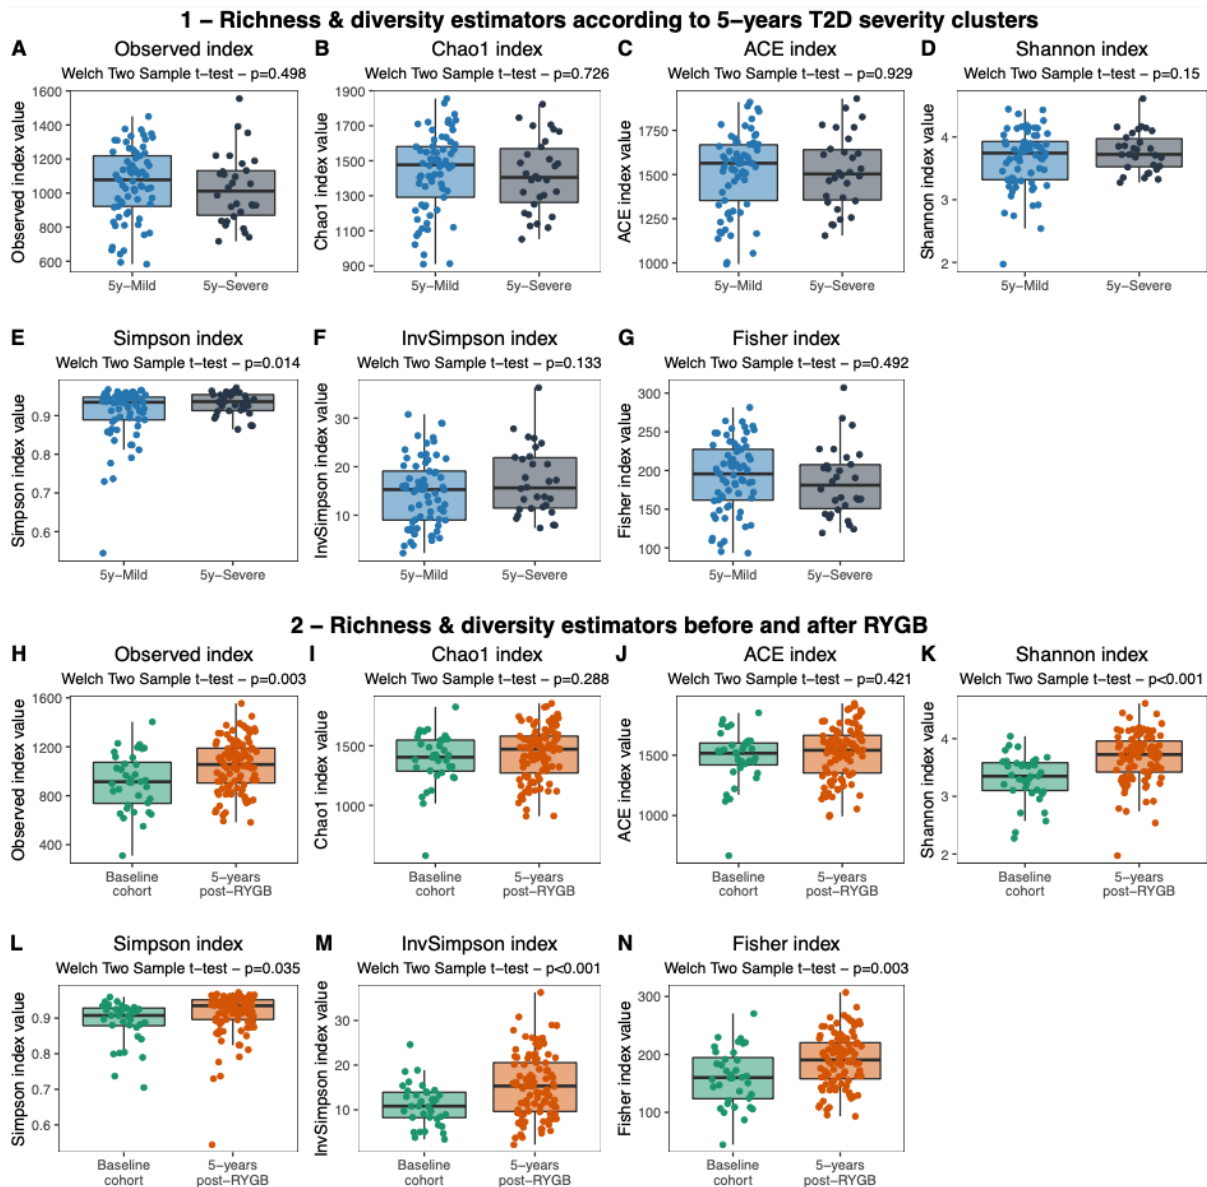 1 – Richness & diversity estimators according to 5–years T2D severity clusters
A Observed index
Welch Two Sample t–test – p=0.498
Observed index value
1600
1400
1200
1000
800
600
5y–Mild 5y–Severe
B Chao1 index
Welch Two Sample t–test – p=0.726
Chao1 index value
1900
1700
1500
1300
1100
900
5y–Mild 5y–Severe
C ACE index
Welch Two Sample t–test – p=0.929
ACE index value
1750
1500
1250
1000
5y–Mild 5y–Severe
D Shannon index
Welch Two Sample t–test – p=0.15
Shannon index value
4
3
2
5y–Mild 5y–Severe
E Simpson index
Welch Two Sample t–test – p=0.014
Simpson index value
0.9
0.8
0.7
0.6
5y–Mild 5y–Severe
F InvSimpson index
Welch Two Sample t–test – p=0.133
InvSimpson index value
30
20
10
5y–Mild 5y–Severe
G Fisher index
Welch Two Sample t–test – p=0.492
Fisher index value
300
250
200
150
100
5y–Mild 5y–Severe
2 – Richness & diversity estimators before and after RYGB
H Observed index
Welch Two Sample t–test – p=0.003
Observed index value
1600
1200
800
400
Baseline 5–years
cohort post–RYGB
I Chao1 index
Welch Two Sample t–test – p=0.288
Chao1 index value
1500
1000
Baseline 5–years
cohort post–RYGB
J ACE index
Welch Two Sample t–test – p=0.421
ACE index value
1500
1000
Baseline 5–years
cohort post–RYGB
K Shannon index
Welch Two Sample t–test – p<0.001
Shannon index value
4
3
2
Baseline 5–years
cohort post–RYGB
L Simpson index
Welch Two Sample t–test – p=0.035
Simpson index value
0.9
0.8
0.7
0.6
Baseline 5–years
cohort post–RYGB
M InvSimpson index
Welch Two Sample t–test – p<0.001
InvSimpson index value
30
20
10
Baseline 5–years
cohort post–RYGB
N Fisher index
Welch Two Sample t–test – p=0.003
Fisher index value
300
200
100
Baseline 5–years
cohort post–RYGB